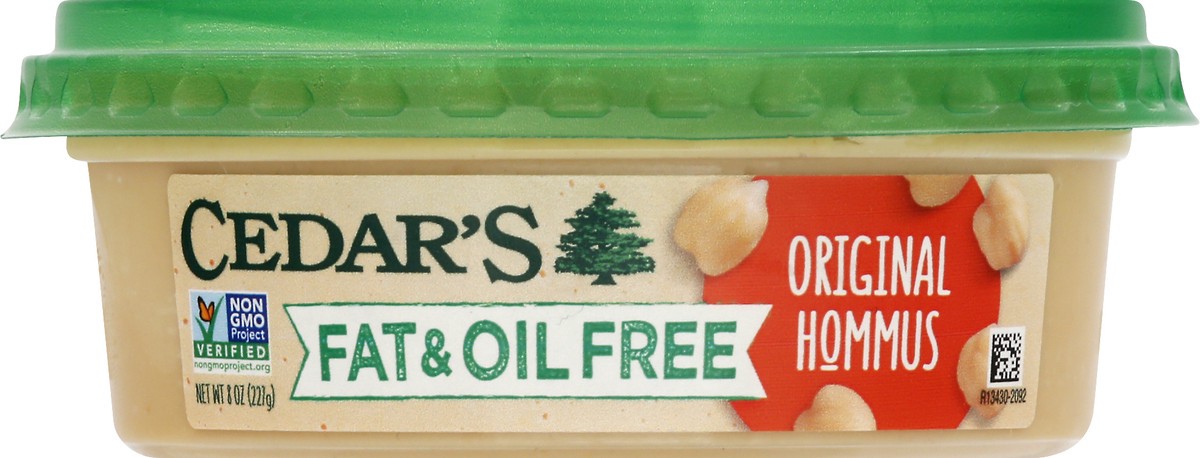 CEDAR'S
NON
GMO
Project
VERIFIED
nongmoproject.org
NET WT 8 OZ (227g)
FAT & OIL FREE
ORIGINAL
HOMMUS
R13430-2092